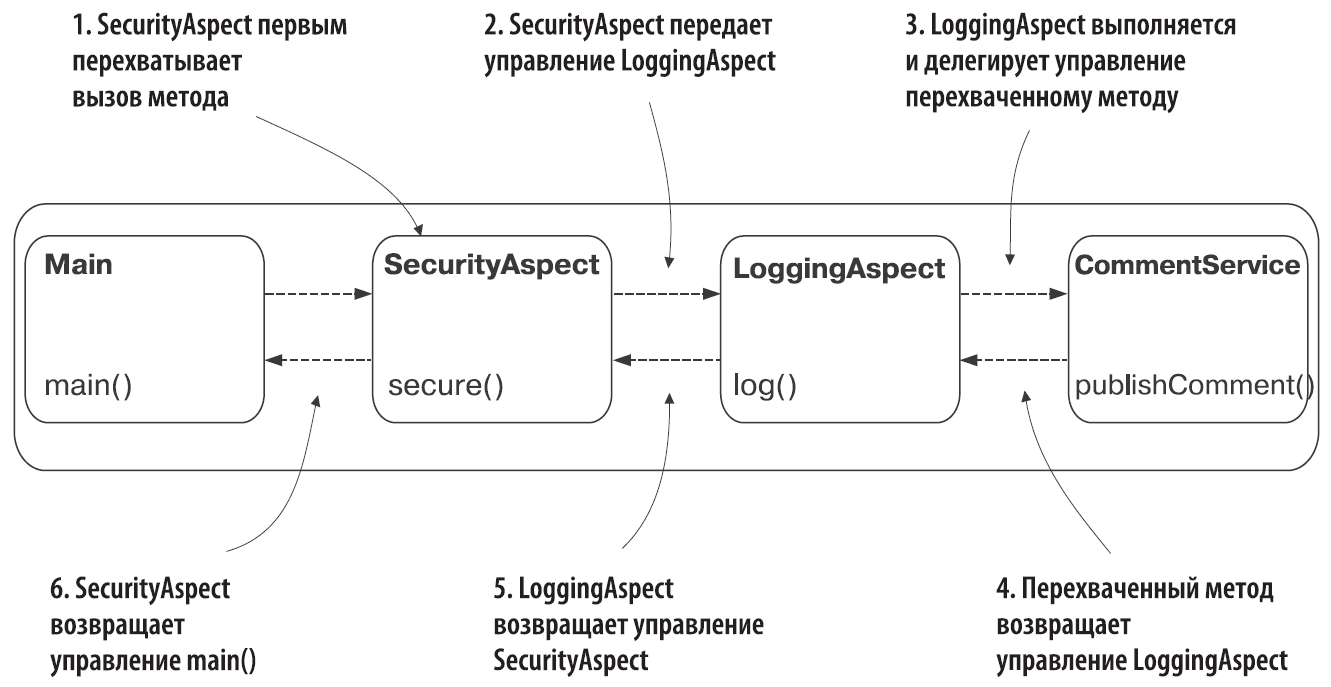 1. SecurityAspect первым
перехватывает
вызов метода
2. SecurityAspect передает
управление LoggingAspect
3. LoggingAspect выполняется
и делегирует управление
перехваченному методу
Main
main()
SecurityAspect
secure()
LoggingAspect
log()
CommentService
publishComment()
6. SecurityAspect
возвращает
управление main()
5. LoggingAspect
возвращает управление
SecurityAspect
4. Перехваченный метод
возвращает
управление LoggingAspect